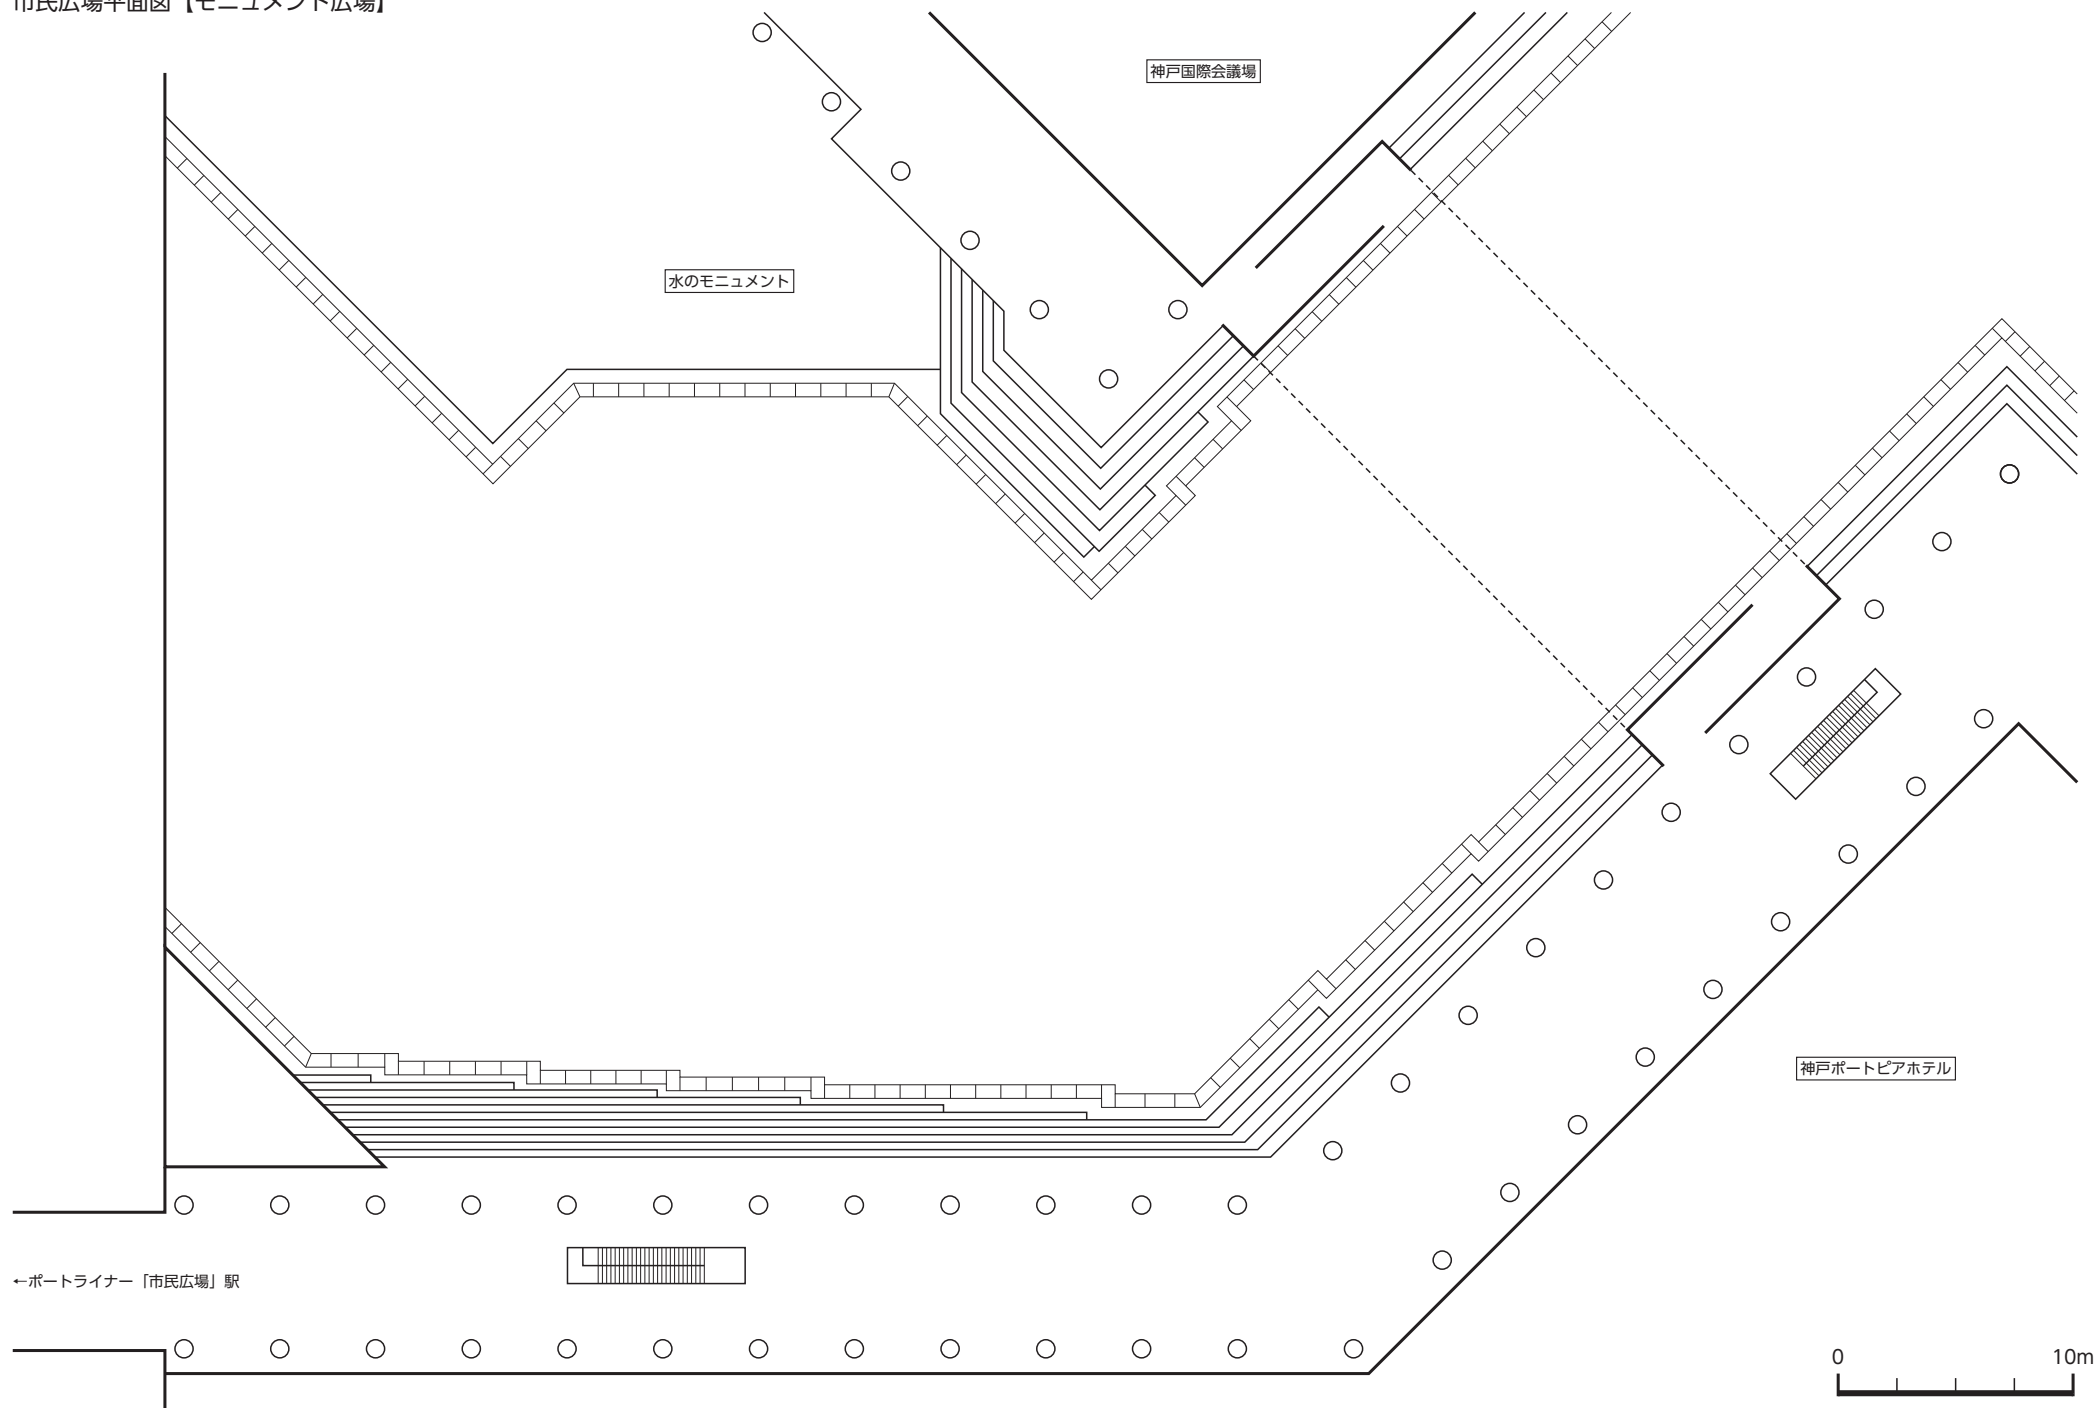 市民広場平面図【モニュメント広場】
神戸国際会議場
水のモニュメント
神戸ポートピアホテル
←ポートライナー「市民広場」駅
0 10m